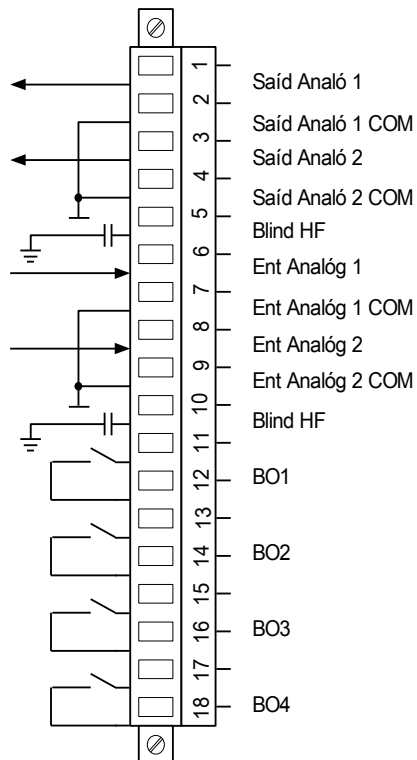 1
Saíd Analó 1
2
Saíd Analó 1 COM
3
Saíd Analó 2
4
Saíd Analó 2 COM
5
Blind HF
6
Ent Analóg 1
7
Ent Analóg 1 COM
8
Ent Analóg 2
9
Ent Analóg 2 COM
10
Blind HF
11
12
BO1
13
14
BO2
15
16
BO3
17
18
BO4